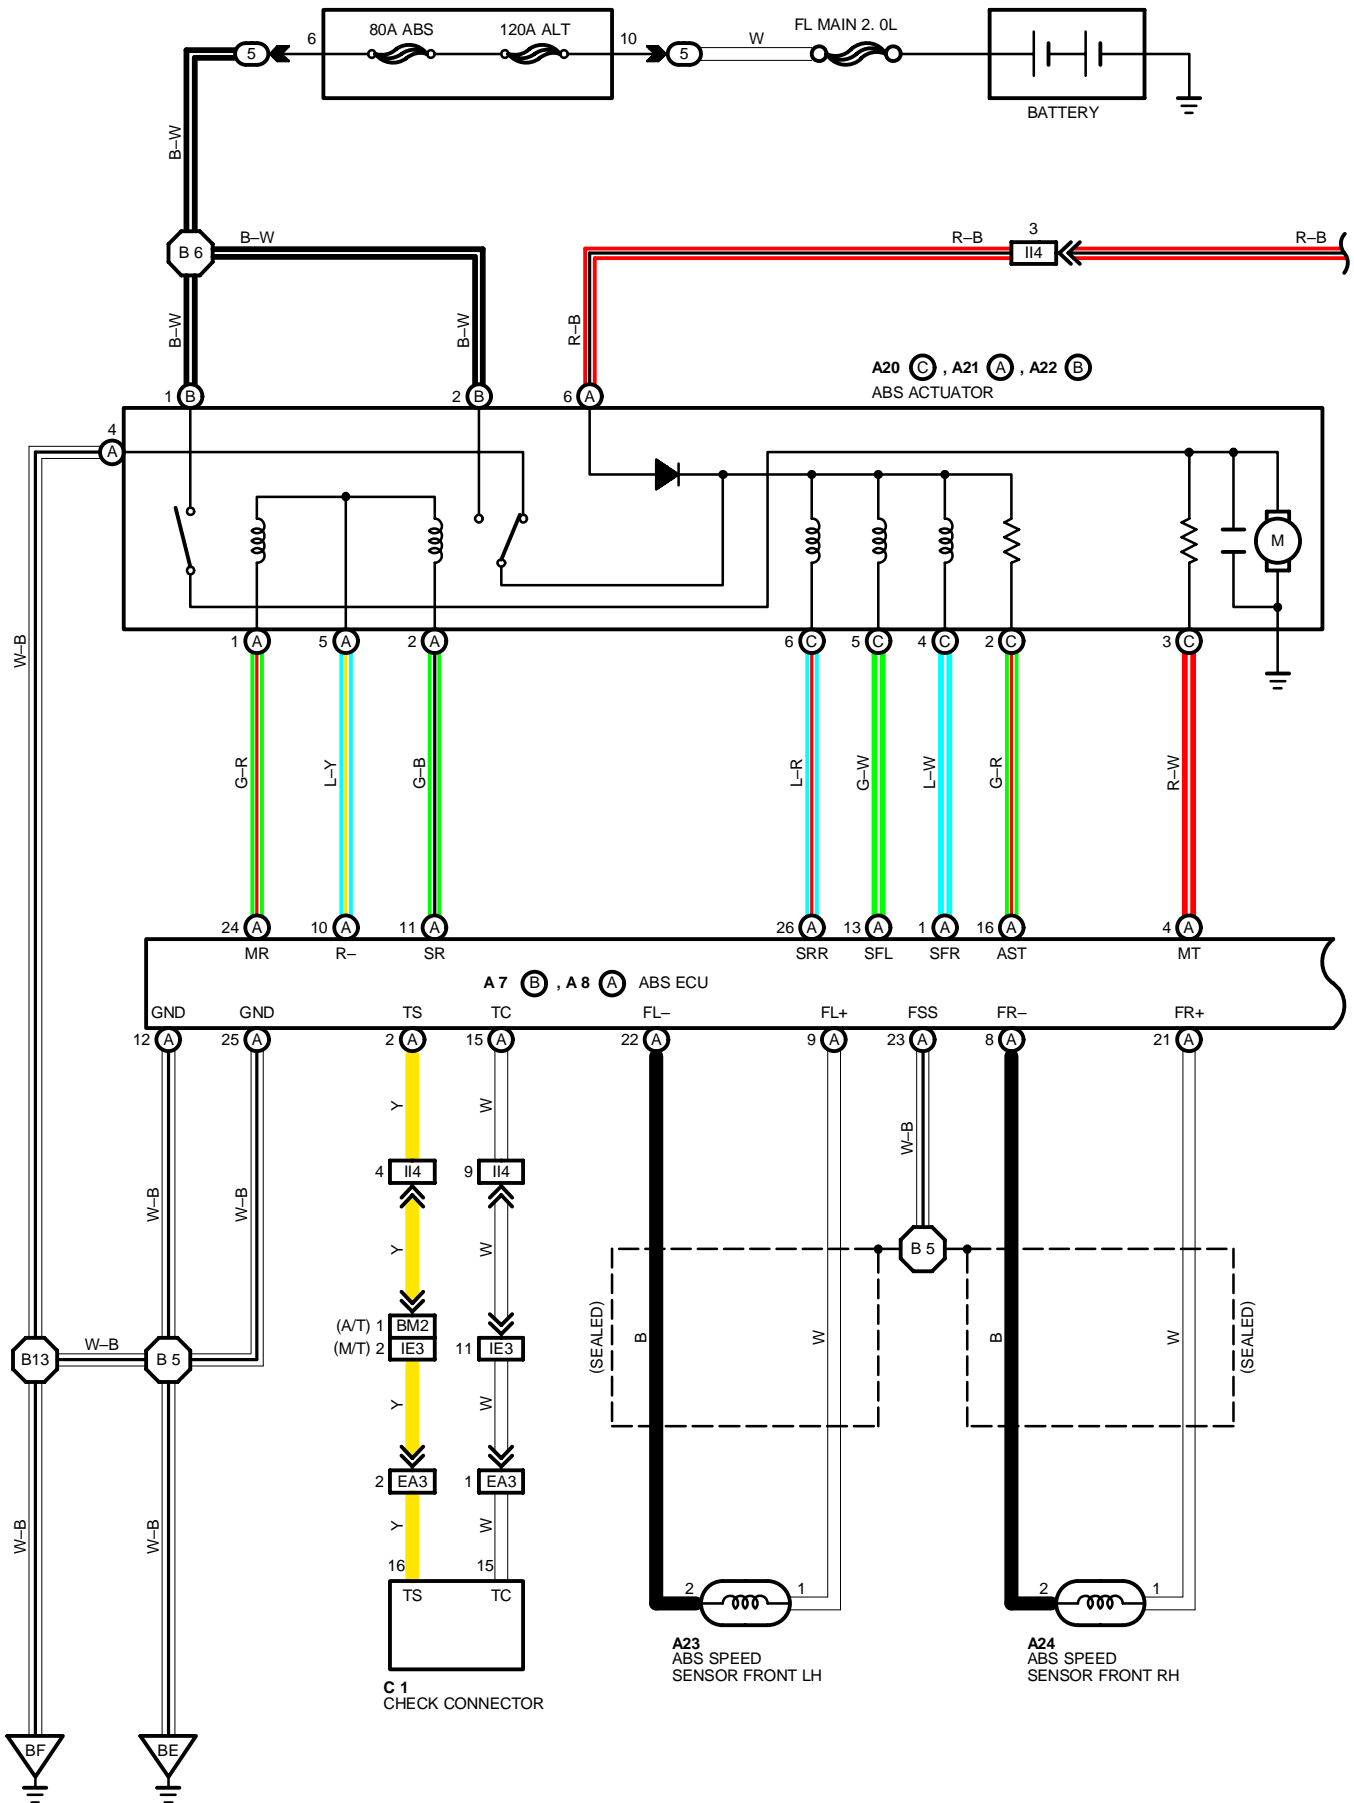 6 80A ABS 120A ALT 10
5 5 W FL MAIN 2. 0L
BATTERY
B–W
B 6 B–W
R–B 3 II4 R–B
B–W B–W R–B
A20 C , A21 A , A22 B
ABS ACTUATOR
1 B 2 B 6 A
4 A
M
W–B
1 A 5 A 2 A 6 C 5 C 4 C 2 C 3 C
G–R L–Y G–B L–R G–W L–W G–R R–W
24 A 10 A 11 A 26 A 13 A 1 A 16 A 4 A
MR R– SR SRR SFL SFR AST MT
A 7 B , A 8 A ABS ECU
GND GND TS TC FL– FL+ FSS FR– FR+
12 A 25 A 2 A 15 A 22 A 9 A 23 A 8 A 21 A
Y W W–B
4 II4 9 II4
W–B W–B
Y W B 5
(A/T) 1 BM2
(M/T) 2 IE3 11 IE3
(SEALED) B W B W (SEALED)
B13 W–B B 5
Y W
2 EA3 1 EA3
W–B W–B Y W
16 15
TS TC
2 1 2 1
A23
ABS SPEED
SENSOR FRONT LH
A24
ABS SPEED
SENSOR FRONT RH
C 1
CHECK CONNECTOR
BF BE